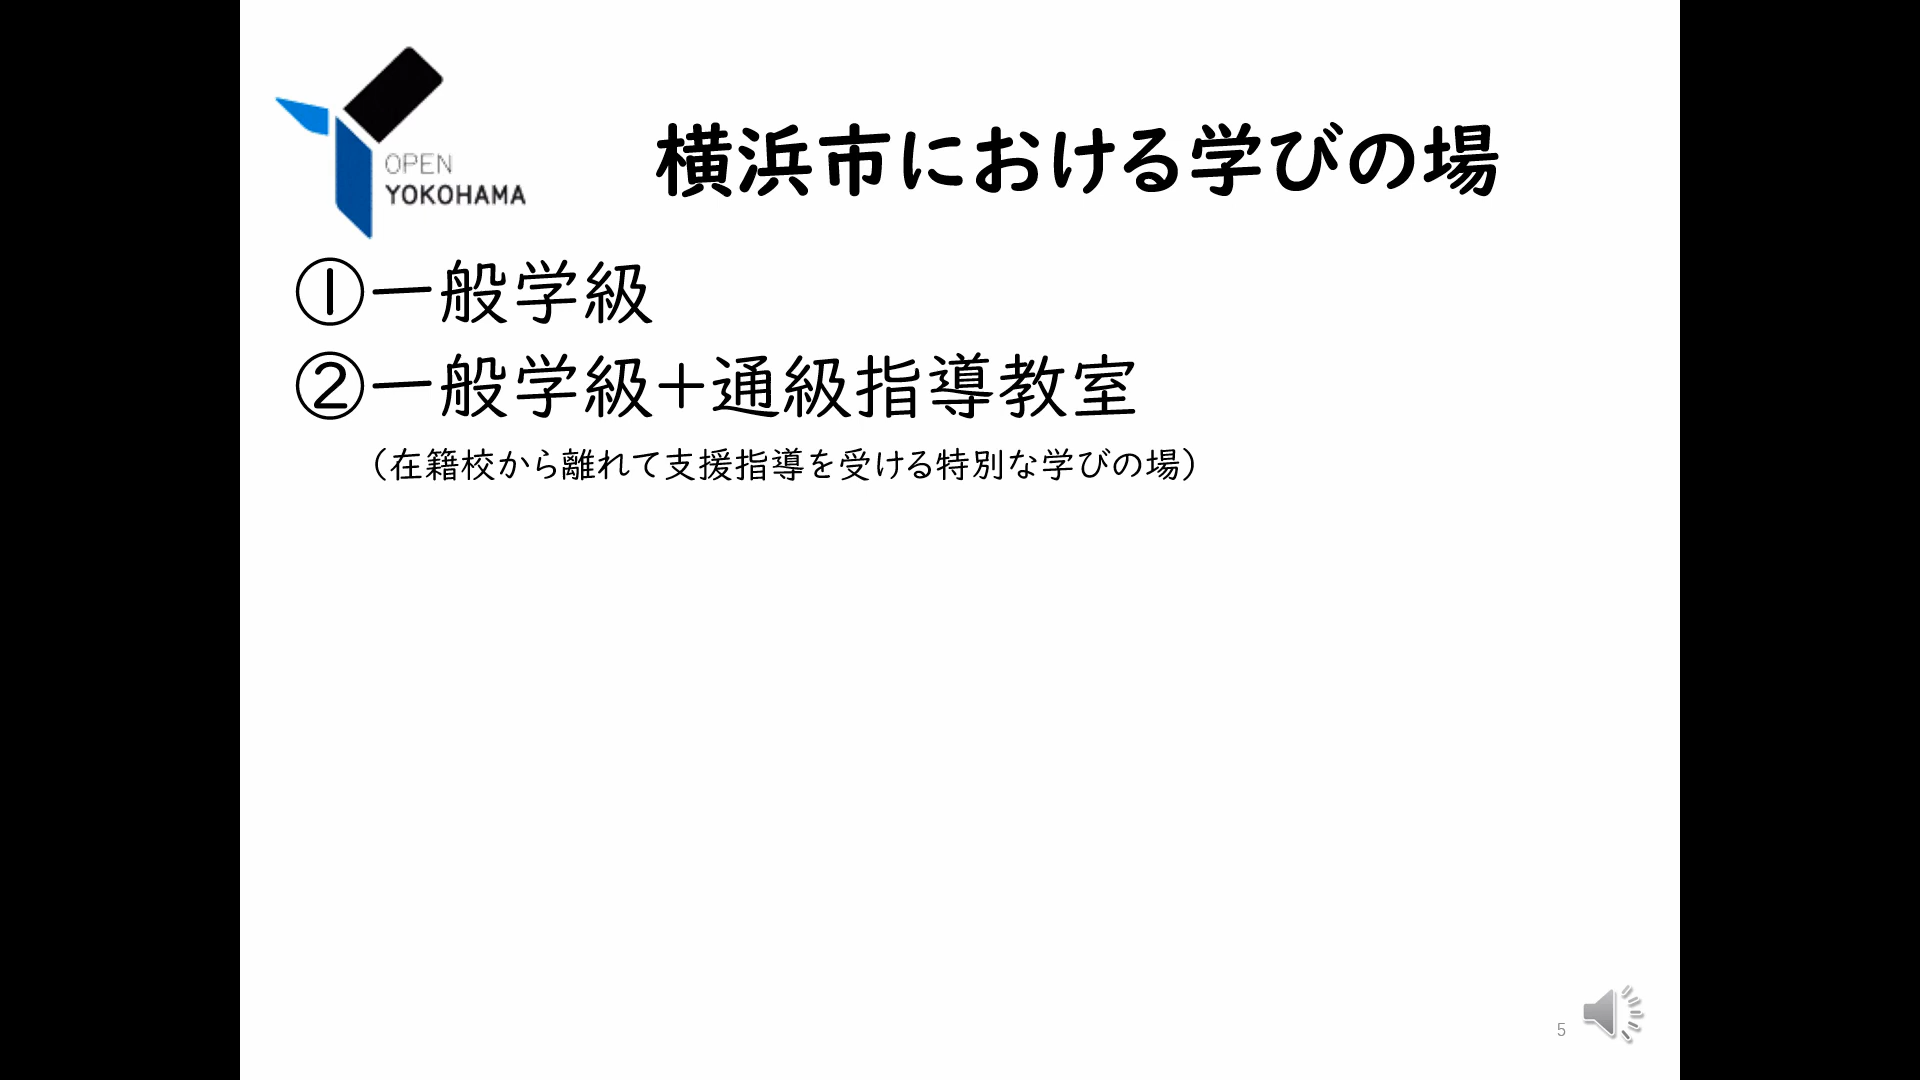 OPEN
YOKOHAMA
横浜市における学びの場
①一般学級
②一般学級+通級指導教室
（在籍校から離れて支援指導を受ける特別な学びの場）
5